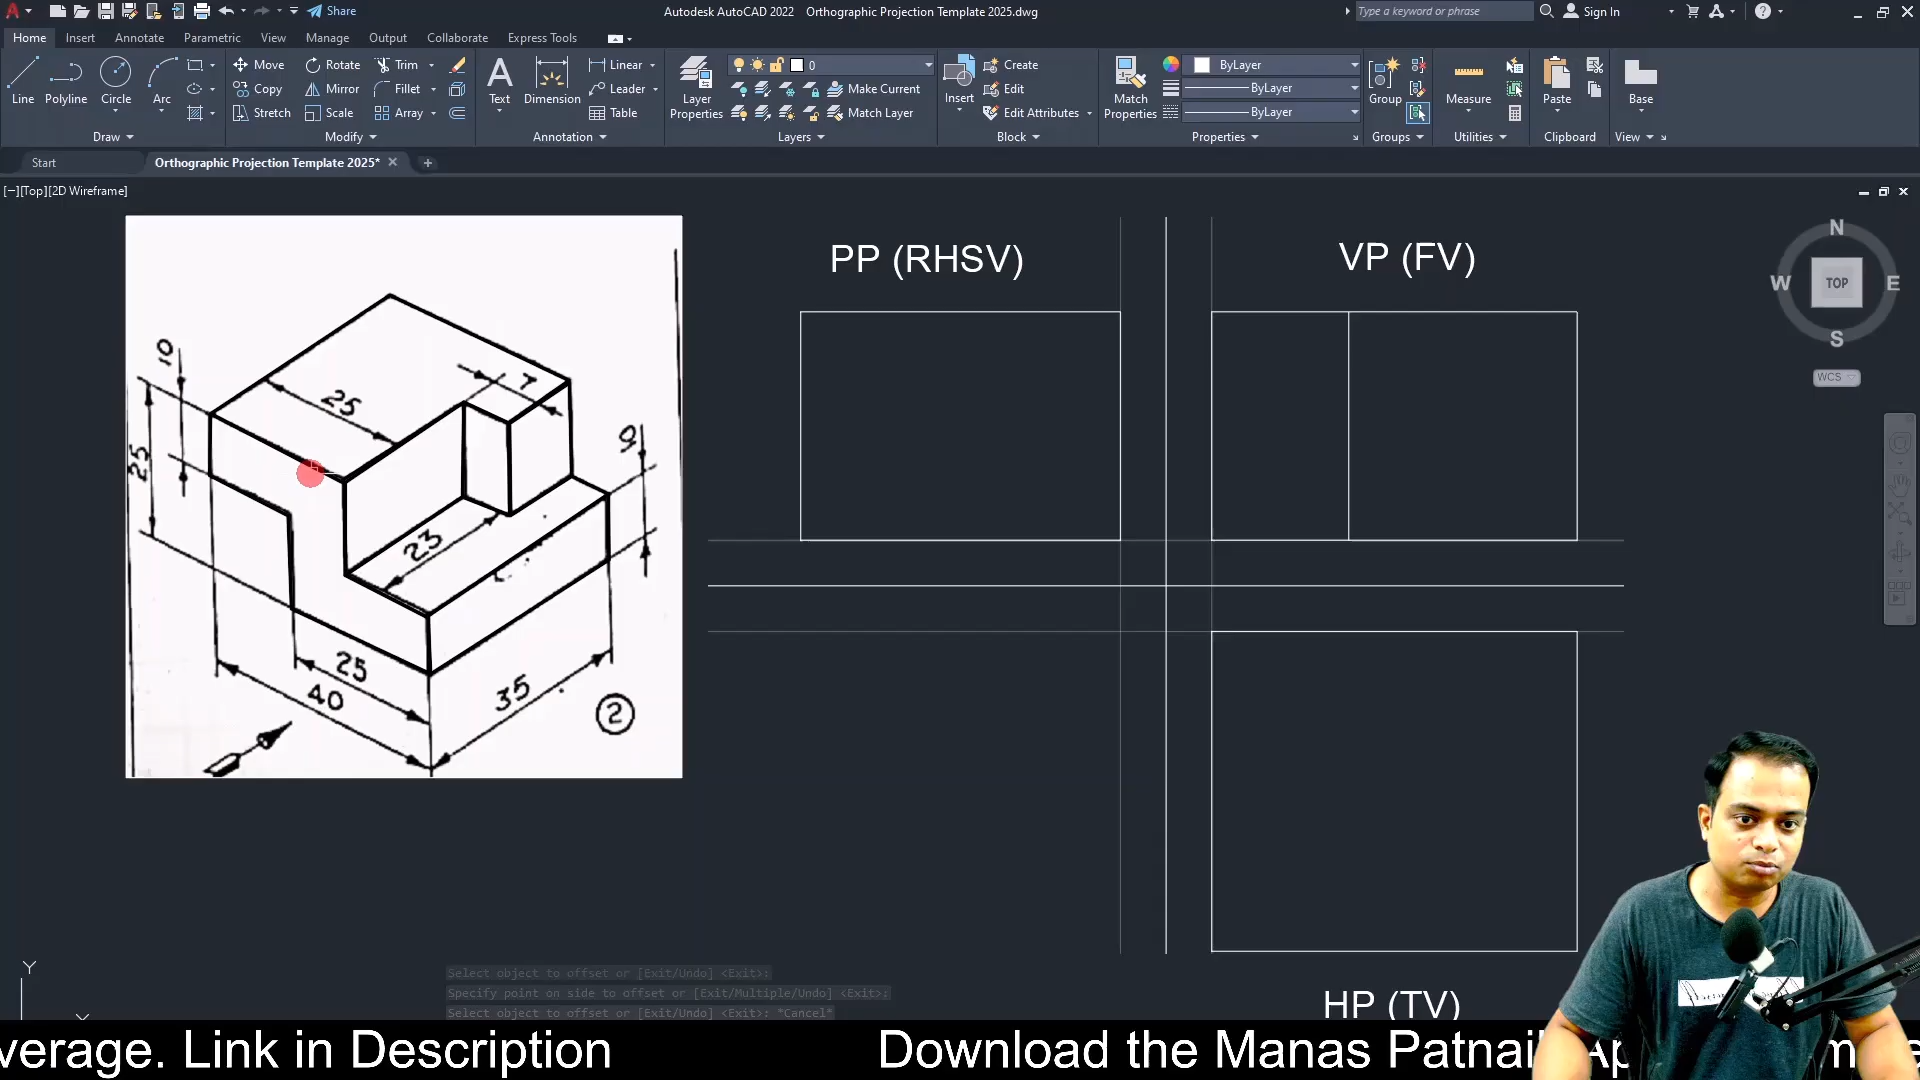 Share
Autodesk AutoCAD 2022 Orthographic Projection Template 2025.dwg
Type a keyword or phrase
Sign In
Home Insert Annotate Parametric View Manage Output Collaborate Express Tools
Line Polyline Circle Arc
Move Rotate Trim
Copy Mirror Fillet
Stretch Scale Array
Text Dimension
Linear
Leader
Table
Layer Properties
0
Make Current
Match Layer
Insert
Create
Edit
Edit Attributes
Match Properties
ByLayer
ByLayer
ByLayer
Group
Measure
Paste
Base
Draw Modify Annotation Layers Block Properties Groups Utilities Clipboard View
Start Orthographic Projection Template 2025*
[−][Top][2D Wireframe]
PP (RHSV)
VP (FV)
N
W TOP E
S
WCS
10
25
7
25
10
23
25
40
35
2
Y
Select object to offset or [Exit/Undo] <Exit>:
Specify point on side to offset or [Exit/Multiple/Undo] <Exit>:
Select object to offset or [Exit/Undo] <Exit>: *Cancel*
HP (TV)
verage. Link in Description Download the Manas Patnai